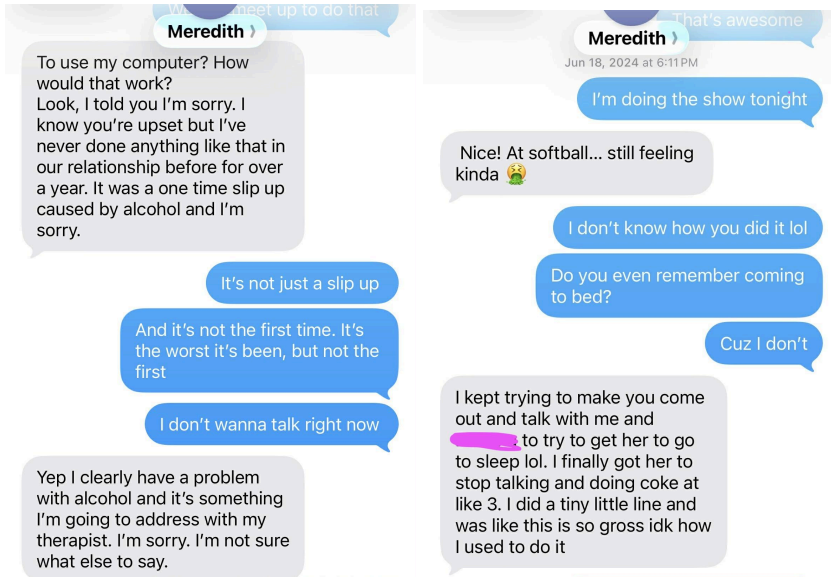 meet up to do that
Meredith
To use my computer? How
would that work?
Look, I told you I'm sorry. I
know you're upset but I've
never done anything like that in
our relationship before for over
a year. It was a one time slip up
caused by alcohol and I'm
sorry.
It's not just a slip up
And it's not the first time. It's
the worst it's been, but not the
first
I don't wanna talk right now
Yep I clearly have a problem
with alcohol and it's something
I'm going to address with my
therapist. I'm sorry. I'm not sure
what else to say.
That's awesome
Meredith
Jun 18, 2024 at 6:11 PM
I'm doing the show tonight
Nice! At softball... still feeling
kinda 🤮
I don't know how you did it lol
Do you even remember coming
to bed?
Cuz I don't
I kept trying to make you come
out and talk with me and
to try to get her to go
to sleep lol. I finally got her to
stop talking and doing coke at
like 3. I did a tiny little line and
was like this is so gross idk how
I used to do it